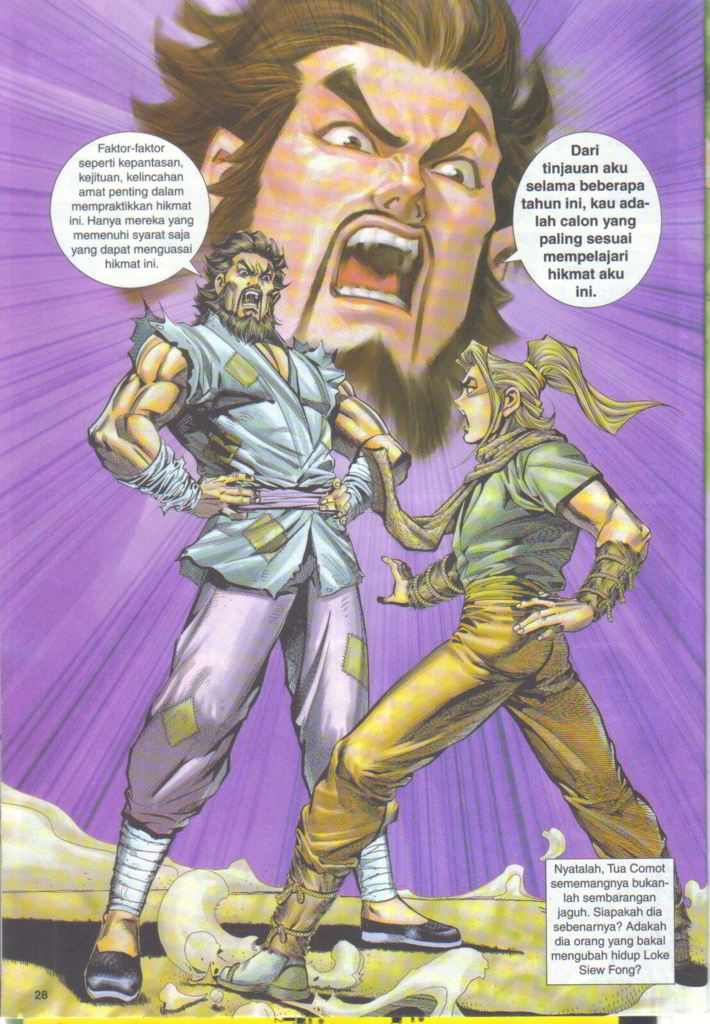 Faktor-faktor
seperti kepantasan,
kejituan, kelincahan
amat penting dalam
mempraktikkan hikmat
ini. Hanya mereka yang
memenuhi syarat saja
yang dapat menguasai
hikmat ini.
Dari
tinjauan aku
selama beberapa
tahun ini, kau ada-
lah calon yang
paling sesuai
mempelajari
hikmat aku
ini.
Nyatalah, Tua Comot
sememangnya bukan-
lah sembarangan
jaguh. Siapakah dia
sebenarnya? Adakah
dia orang yang bakal
mengubah hidup Loke
Siew Fong?
28